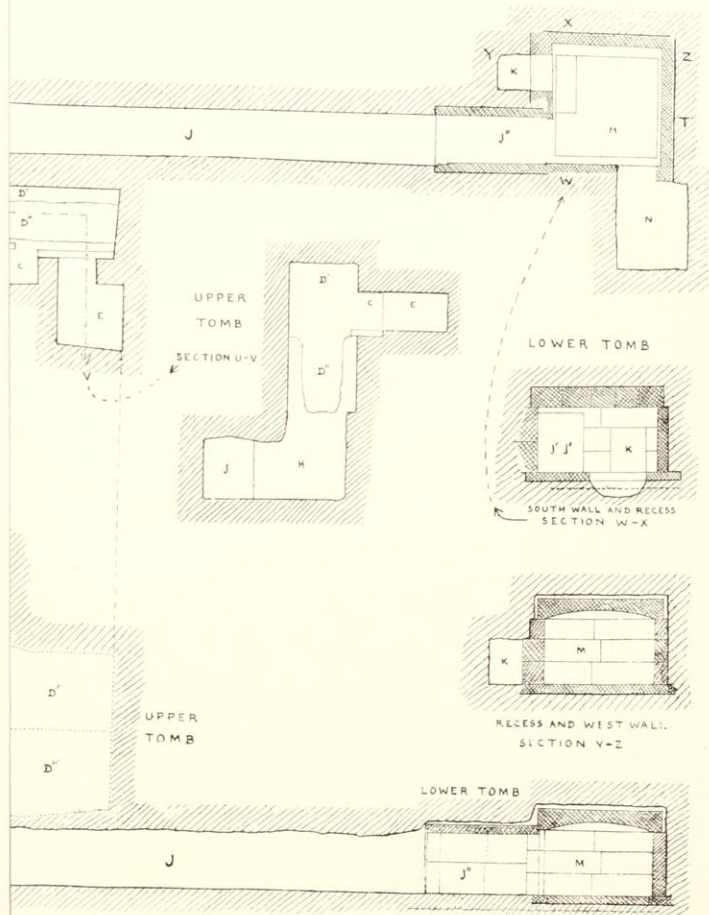 X
Y
Z
K
T
J
J"
M
W
D'
D"
N
C
E
V
UPPER
TOMB
SECTION U-V
D'
C
E
D"
J
H
LOWER TOMB
J' J"
K
SOUTH WALL AND RECESS
SECTION W-X
K
M
RECESS AND WEST WALL
SECTION Y-Z
D'
D"
UPPER
TOMB
LOWER TOMB
J
J"
M